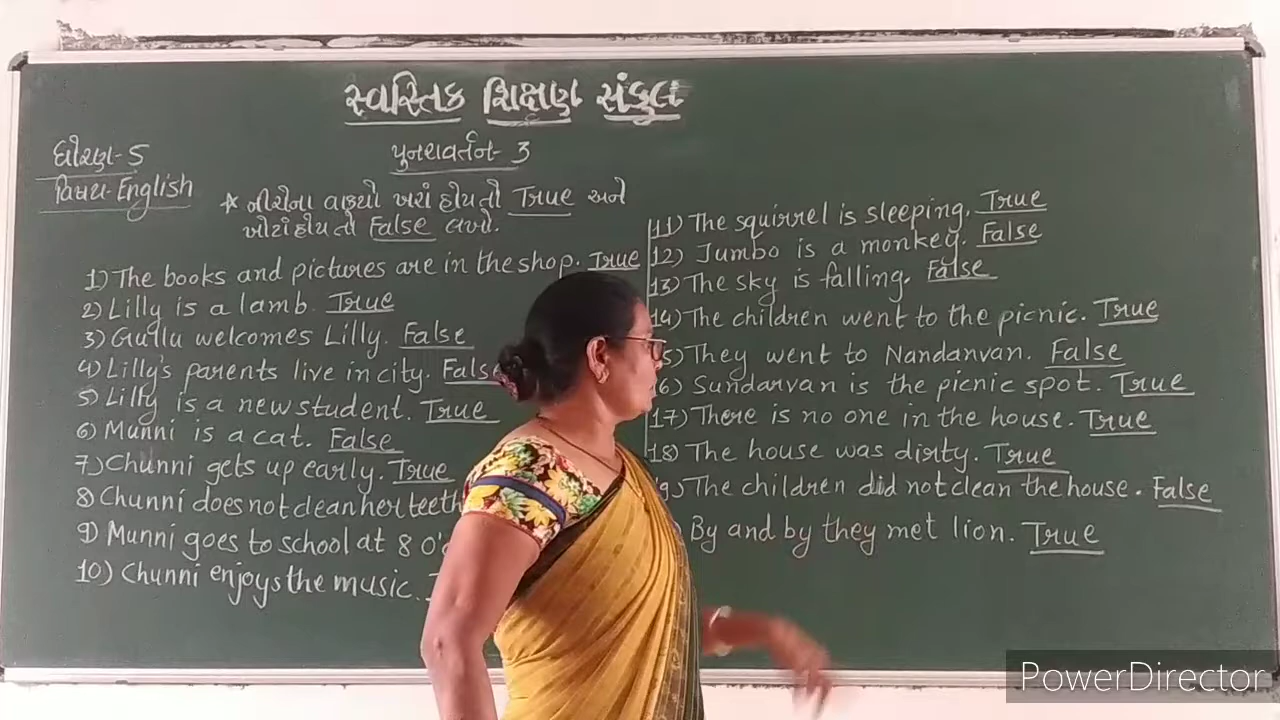 સ્વસ્તિક શિક્ષણ સંકુલ
ધોરણ-5
પુનરાવર્તન-3
વિષય-English
* નીચેના વાક્યો ખરાં હોય તો True અને
ખોટાં હોય તો False લખો.
1) The books and pictures are in the shop. True
2) Lilly is a lamb. True
3) Gullu welcomes Lilly. False
4) Lilly's parents live in city.
5) Lilly is a new student. True
6) Munni is a cat. False
7) Chunni gets up early. True
8) Chunni does not clean her teeth
9) Munni goes to school at 8
10) Chunni enjoys the music.
11) The squirrel is sleeping. True
12) Jumbo is a monkey. False
13) The sky is falling. False
14) The children went to the picnic. True
5) They went to Nandanvan. False
6) Sundarvan is the picnic spot. True
17) There is no one in the house. True
18) The house was dirty. True
9) The children did not clean the house. False
By and by they met lion. True
PowerDirector